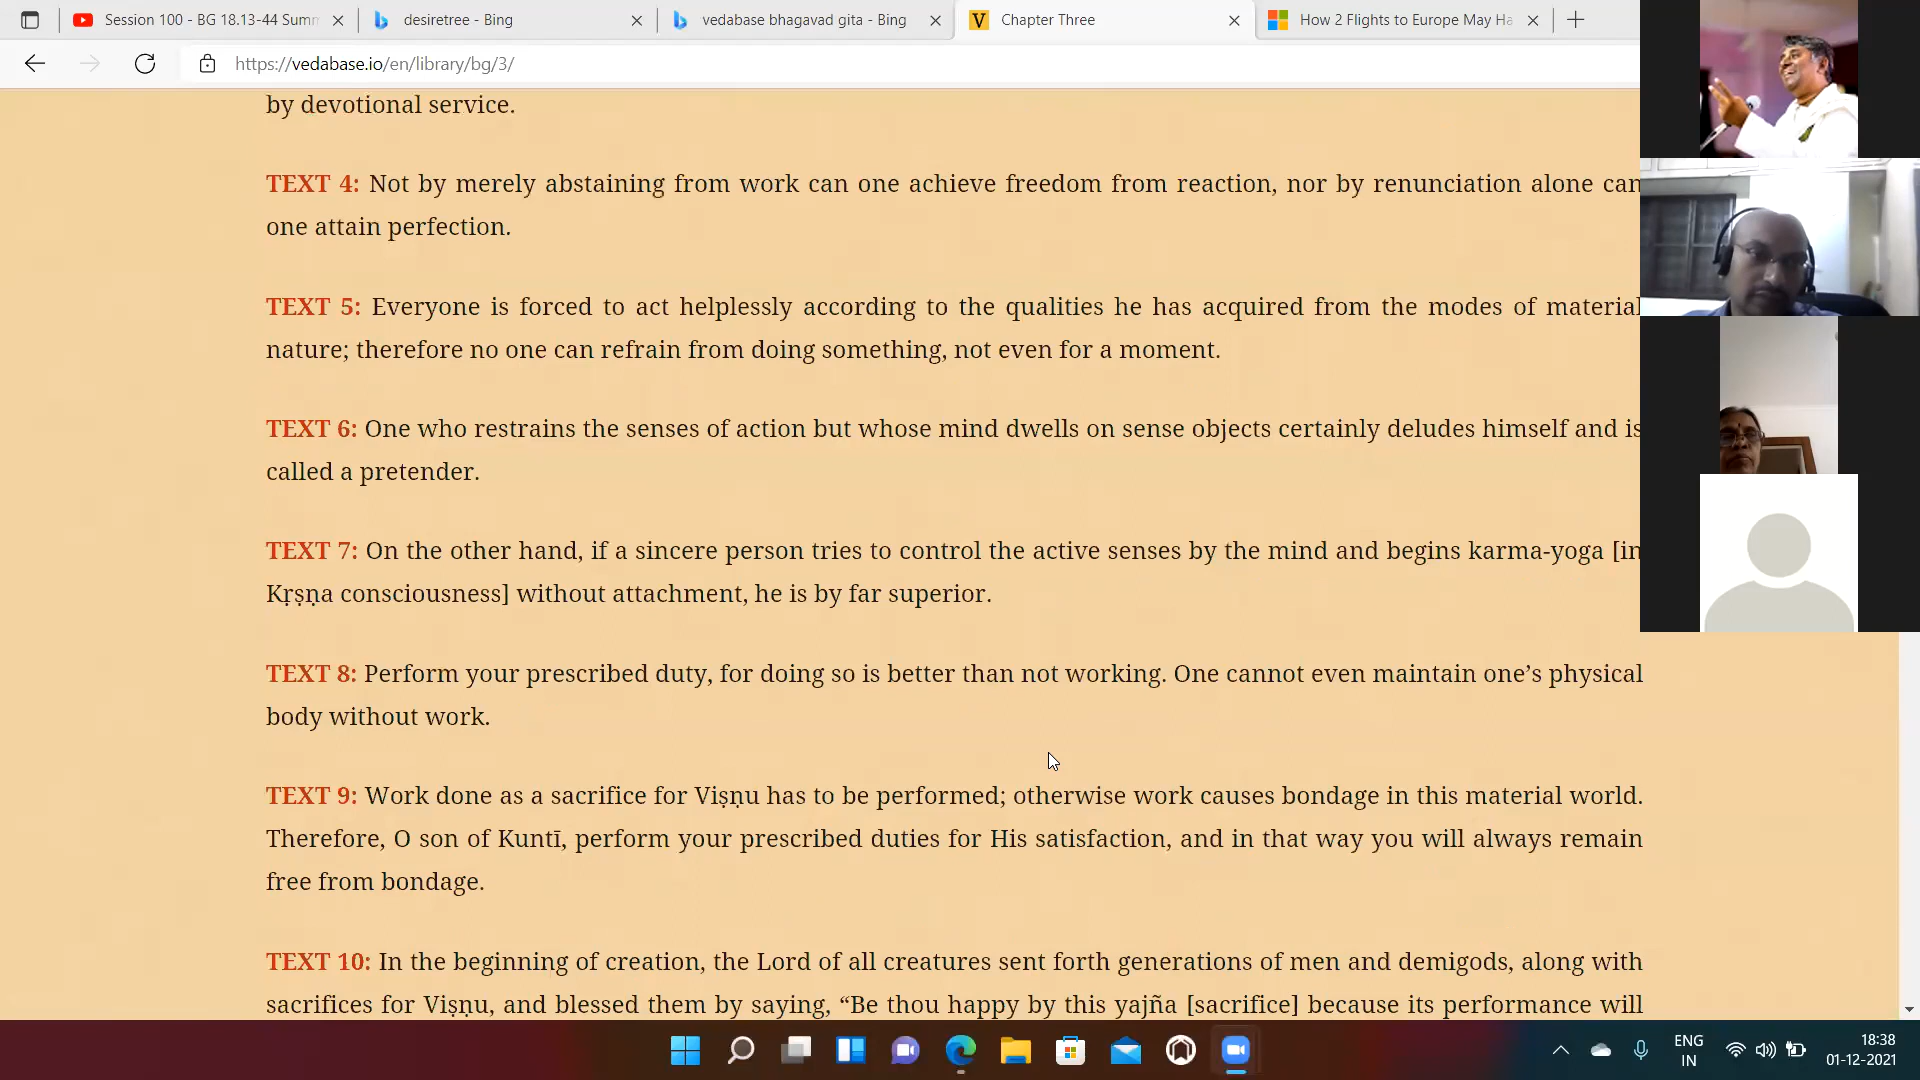 Session 100 - BG 18.13-44 Summ
desiretree - Bing
vedabase bhagavad gita - Bing
V
Chapter Three
How 2 Flights to Europe May Ha
https://vedabase.io/en/library/bg/3/
by devotional service.
TEXT 4: Not by merely abstaining from work can one achieve freedom from reaction, nor by renunciation alone can
one attain perfection.
TEXT 5: Everyone is forced to act helplessly according to the qualities he has acquired from the modes of material
nature; therefore no one can refrain from doing something, not even for a moment.
TEXT 6: One who restrains the senses of action but whose mind dwells on sense objects certainly deludes himself and is
called a pretender.
TEXT 7: On the other hand, if a sincere person tries to control the active senses by the mind and begins karma-yoga [in
Kṛṣṇa consciousness] without attachment, he is by far superior.
TEXT 8: Perform your prescribed duty, for doing so is better than not working. One cannot even maintain one’s physical
body without work.
TEXT 9: Work done as a sacrifice for Viṣṇu has to be performed; otherwise work causes bondage in this material world.
Therefore, O son of Kuntī, perform your prescribed duties for His satisfaction, and in that way you will always remain
free from bondage.
TEXT 10: In the beginning of creation, the Lord of all creatures sent forth generations of men and demigods, along with
sacrifices for Viṣṇu, and blessed them by saying, “Be thou happy by this yajña [sacrifice] because its performance will
ENG
IN
18:38
01-12-2021